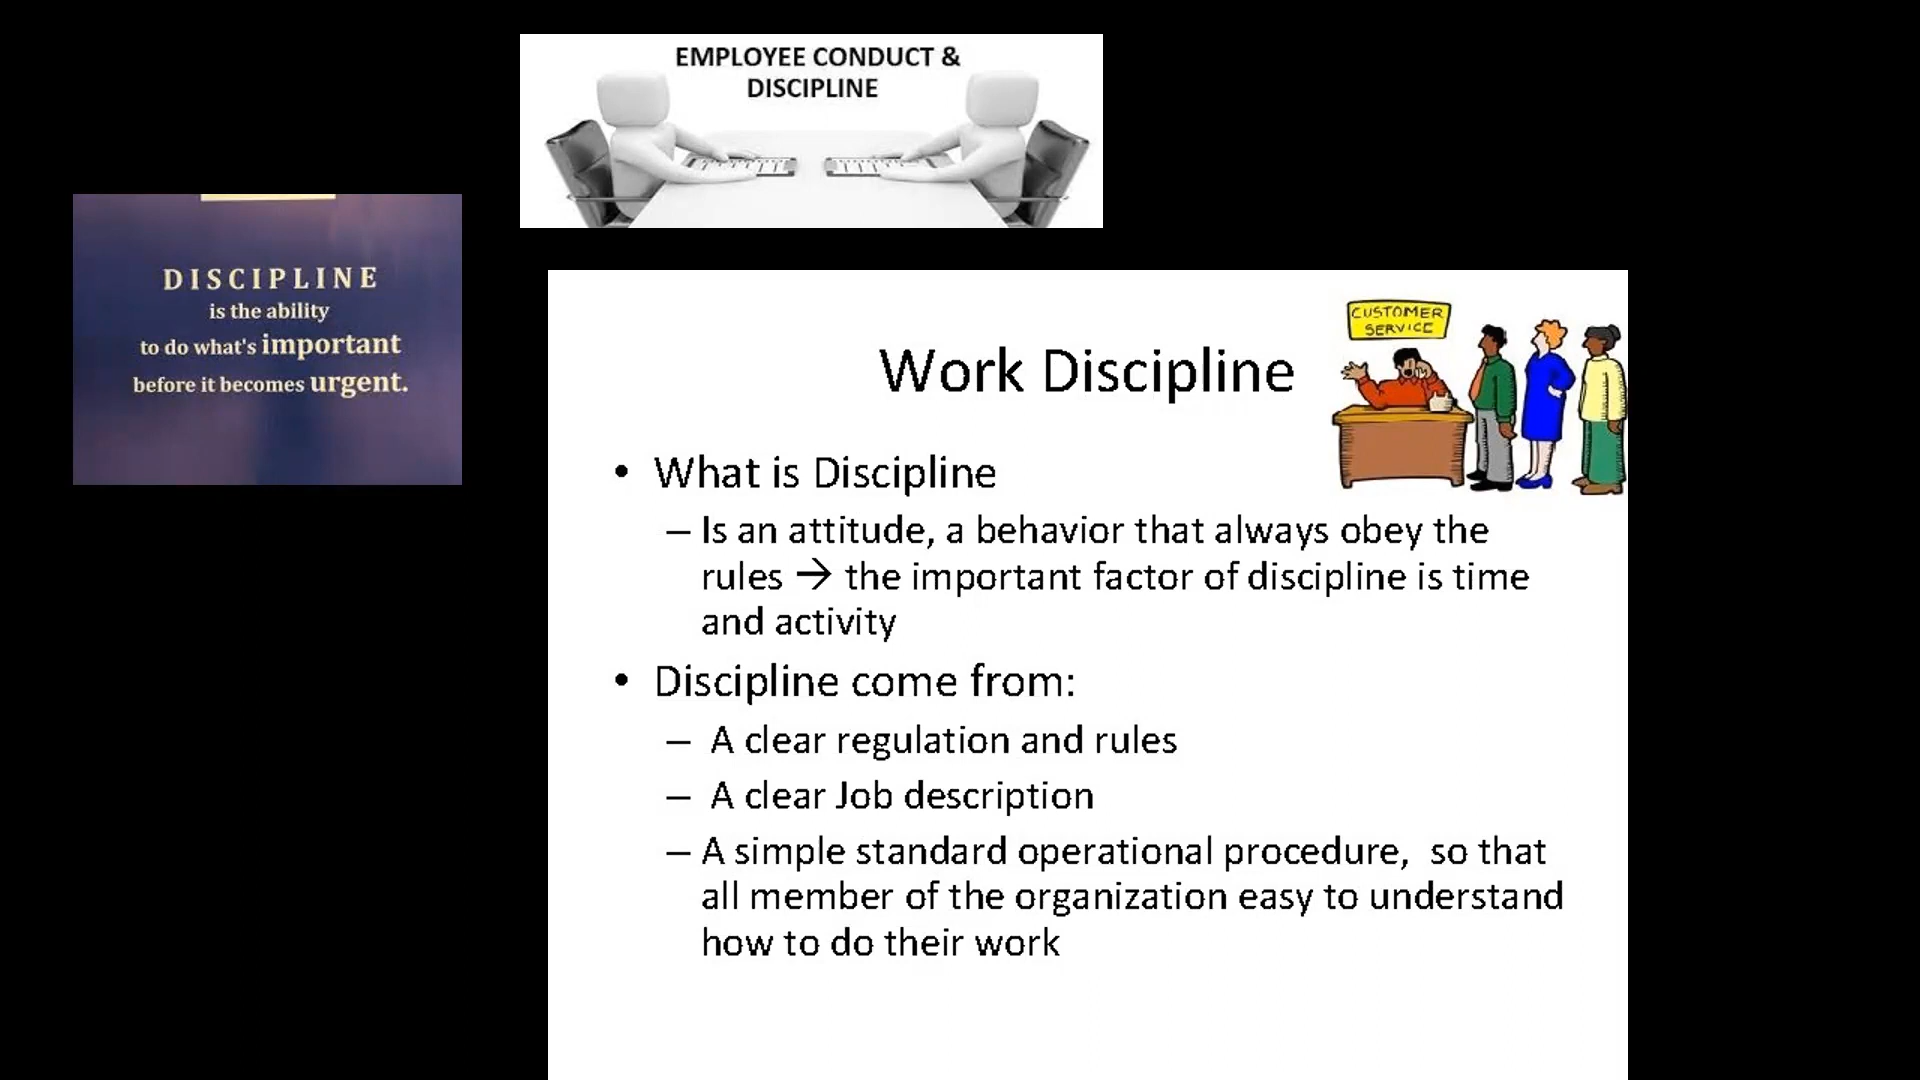 EMPLOYEE CONDUCT &
DISCIPLINE
DISCIPLINE
is the ability
to do what's important
before it becomes urgent.
CUSTOMER
SERVICE
Work Discipline
• What is Discipline
– Is an attitude, a behavior that always obey the
rules → the important factor of discipline is time
and activity
• Discipline come from:
– A clear regulation and rules
– A clear Job description
– A simple standard operational procedure, so that
all member of the organization easy to understand
how to do their work